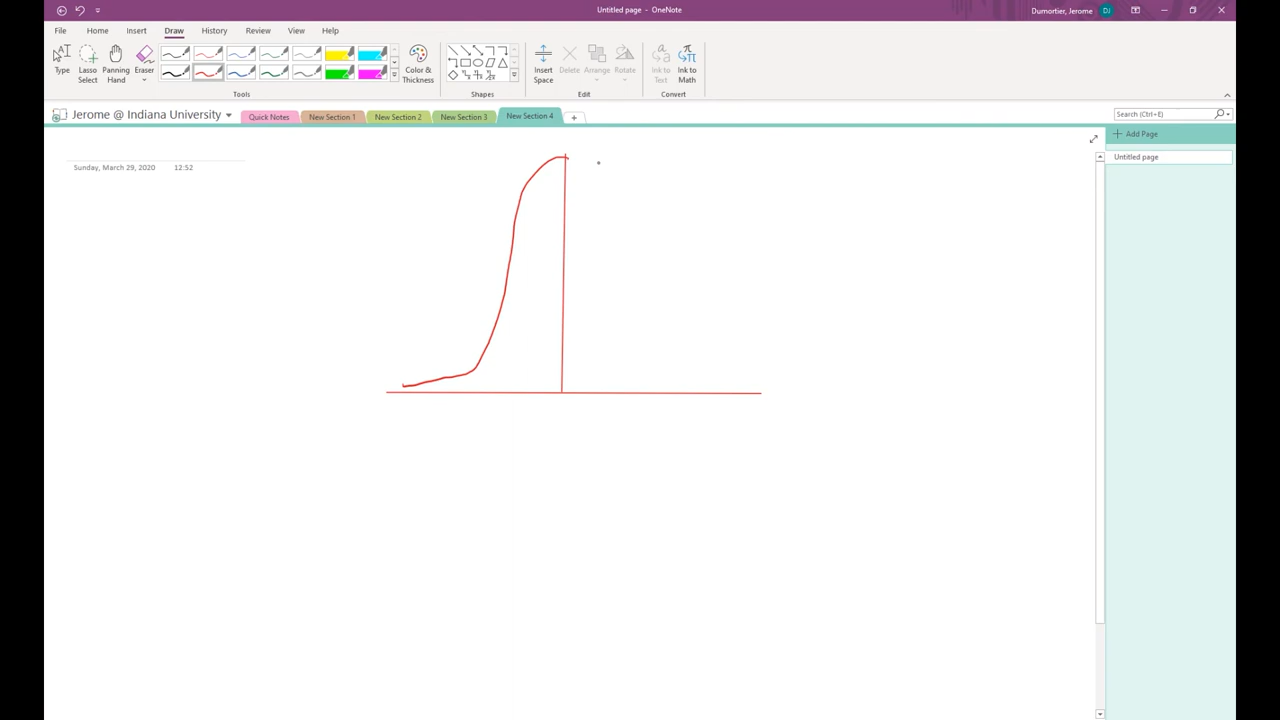 Untitled page - OneNote
Dumortier, Jerome DJ
File Home Insert Draw History Review View Help
Type
Lasso Select
Panning Hand
Eraser
Color & Thickness
Insert Space
Delete
Arrange
Rotate
Ink to Text
Ink to Math
Tools Shapes Edit Convert
Jerome @ Indiana University Quick Notes New Section 1 New Section 2 New Section 3 New Section 4 +
Search (Ctrl+E)
Add Page
Untitled page
Sunday, March 29, 2020 12:52